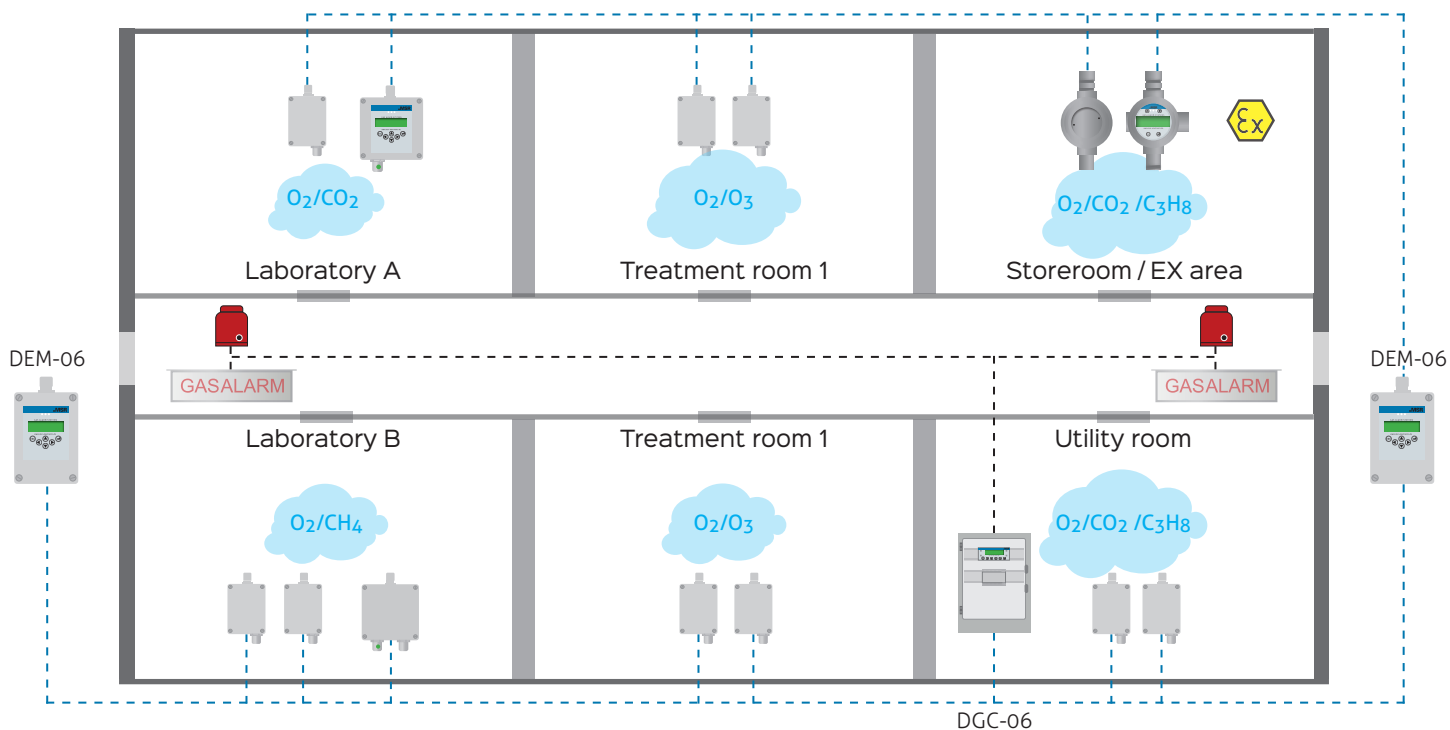 O₂/CO₂
O₂/O₃
O₂/CO₂ /C₃H₈
Ex
Laboratory A
Treatment room 1
Storeroom / EX area
DEM-06
DEM-06
GASALARM
GASALARM
Laboratory B
Treatment room 1
Utility room
O₂/CH₄
O₂/O₃
O₂/CO₂ /C₃H₈
DGC-06